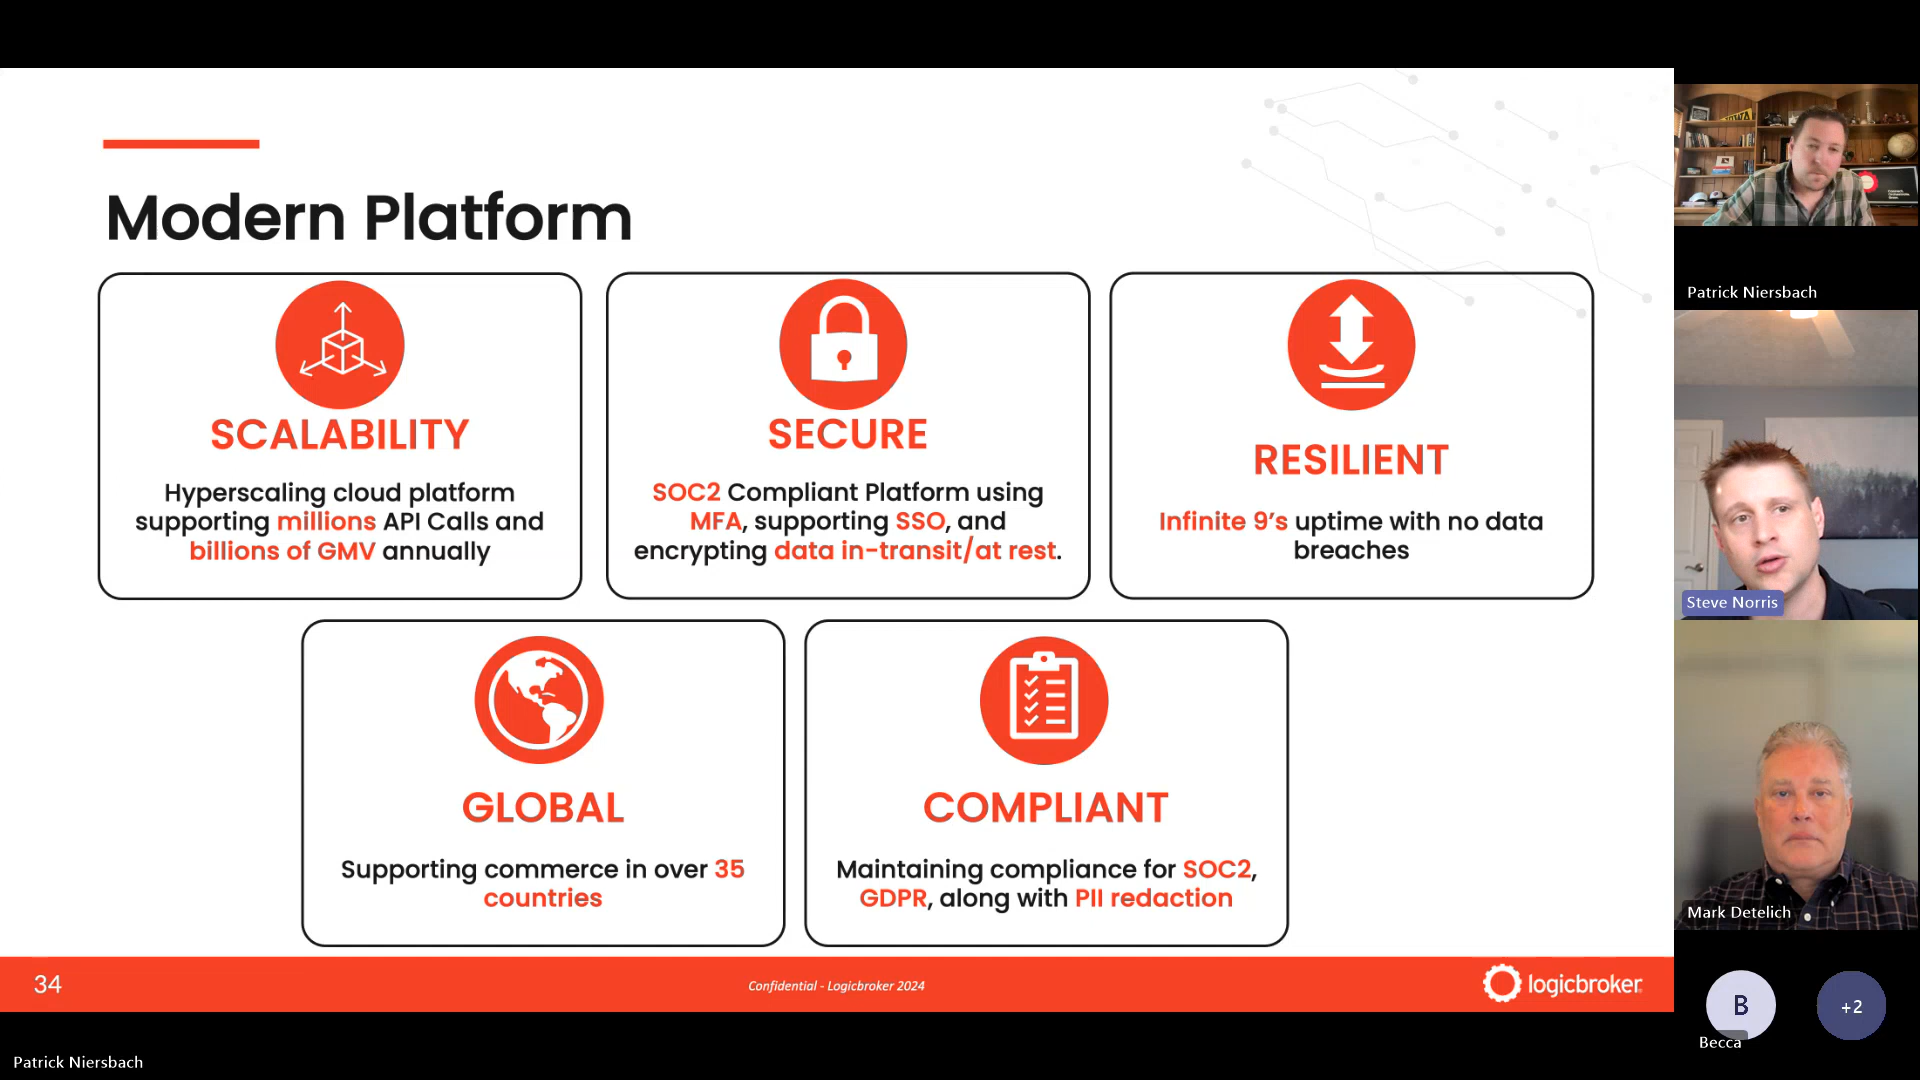 Modern Platform
SCALABILITY
Hyperscaling cloud platform
supporting millions API Calls and
billions of GMV annually
SECURE
SOC2 Compliant Platform using
MFA, supporting SSO, and
encrypting data in-transit/at rest.
RESILIENT
Infinite 9's uptime with no data
breaches
GLOBAL
Supporting commerce in over 35
countries
COMPLIANT
Maintaining compliance for SOC2,
GDPR, along with PII redaction
34
Confidential - Logicbroker 2024
logicbroker
Patrick Niersbach
Patrick Niersbach
Steve Norris
Mark Detelich
B
Becca
+2